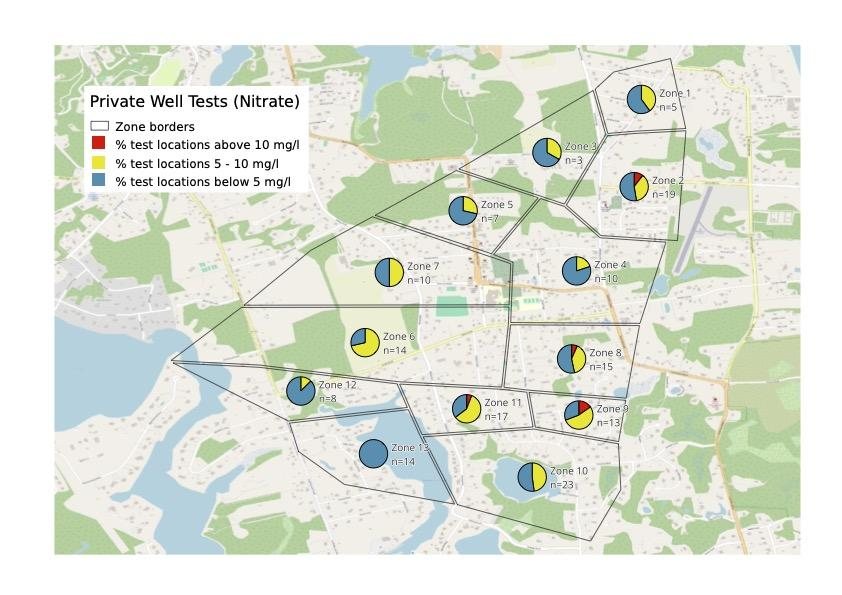 Private Well Tests (Nitrate)
Zone borders
% test locations above 10 mg/l
% test locations 5 - 10 mg/l
% test locations below 5 mg/l
Zone 1
n=5
Zone 3
n=3
Zone 2
n=19
Zone 5
n=7
Zone 7
n=10
Zone 4
n=10
Zone 6
n=14
Zone 8
n=15
Zone 12
n=8
Zone 11
n=17
Zone 9
n=13
Zone 13
n=14
Zone 10
n=23